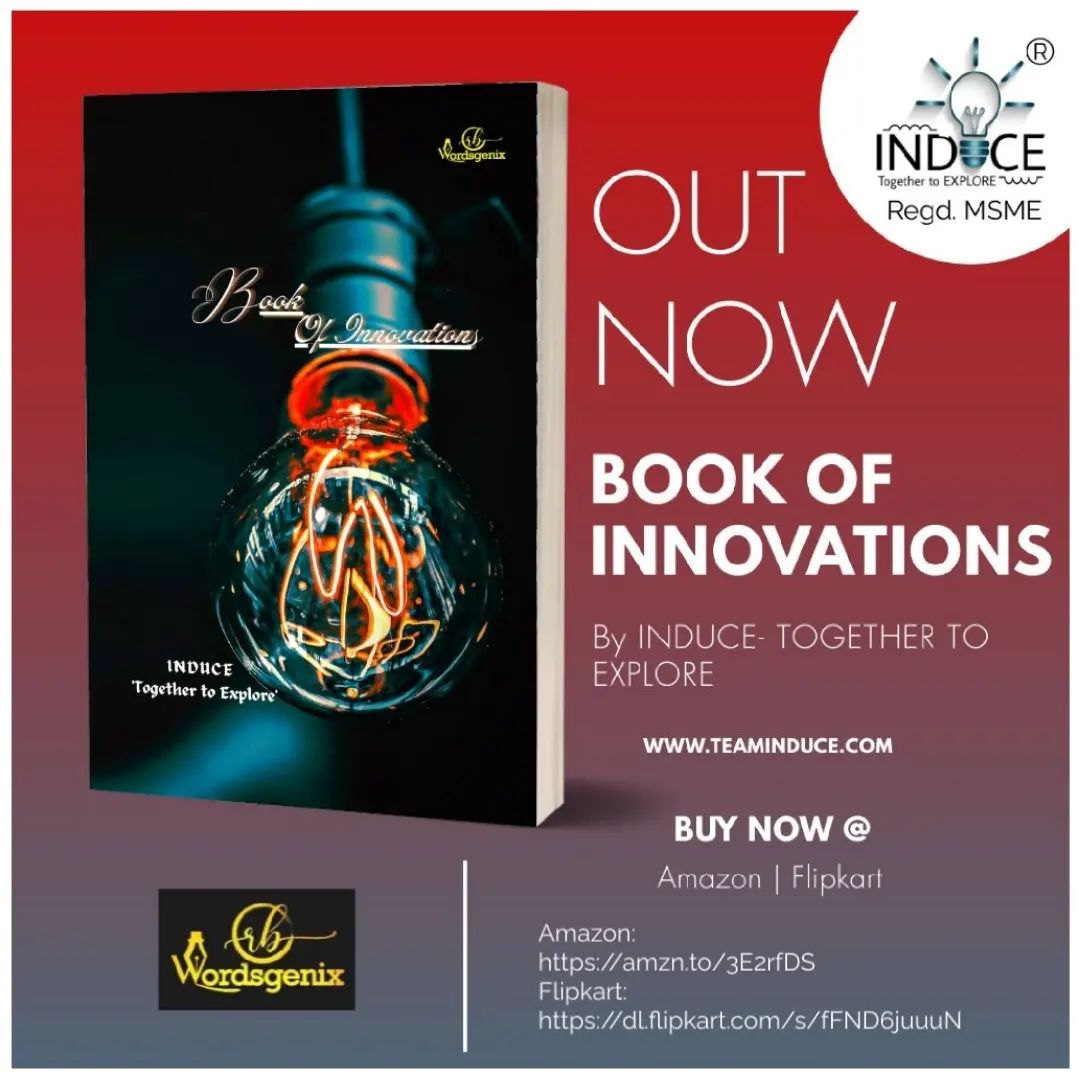 rb
Wordsgenix
Book
Of Innovations
INDUCE
'Together to Explore'
®
INDUCE
Together to EXPLORE
Regd. MSME
OUT
NOW
BOOK OF
INNOVATIONS
By INDUCE- TOGETHER TO
EXPLORE
WWW.TEAMINDUCE.COM
BUY NOW @
Amazon | Flipkart
Amazon:
https://amzn.to/3E2rfDS
Flipkart:
https://dl.flipkart.com/s/fFND6juuuN
rb
Wordsgenix